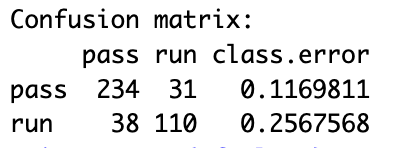 Confusion matrix:
pass run class.error
pass 234 31 0.1169811
run 38 110 0.2567568